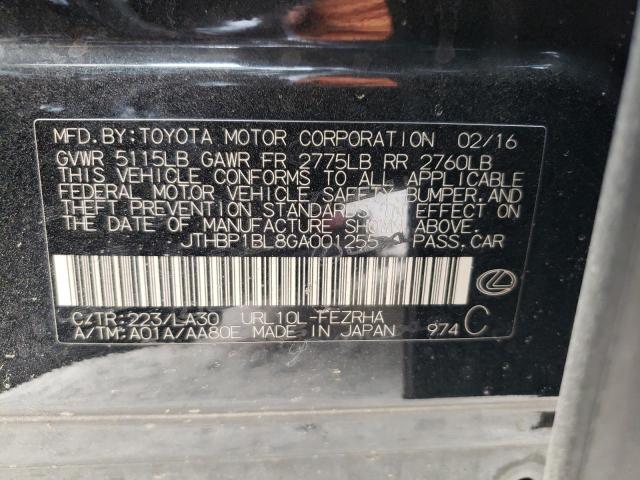 MFD.BY:TOYOTA MOTOR CORPORATION 02/16
GVWR 5115LB GAWR FR 2775LB RR 2760LB
THIS VEHICLE CONFORMS TO ALL APPLICABLE
FEDERAL MOTOR VEHICLE SAFETY, BUMPER, AND
THEFT PREVENTION STANDARDS IN EFFECT ON
THE DATE OF MANUFACTURE SHOWN ABOVE.
JTHBP1BL8GA001255 PASS.CAR
C/TR:223/LA30 URL10L-FEZRHA
A/TM:A01A/AA80E MADE IN JAPAN 974 C